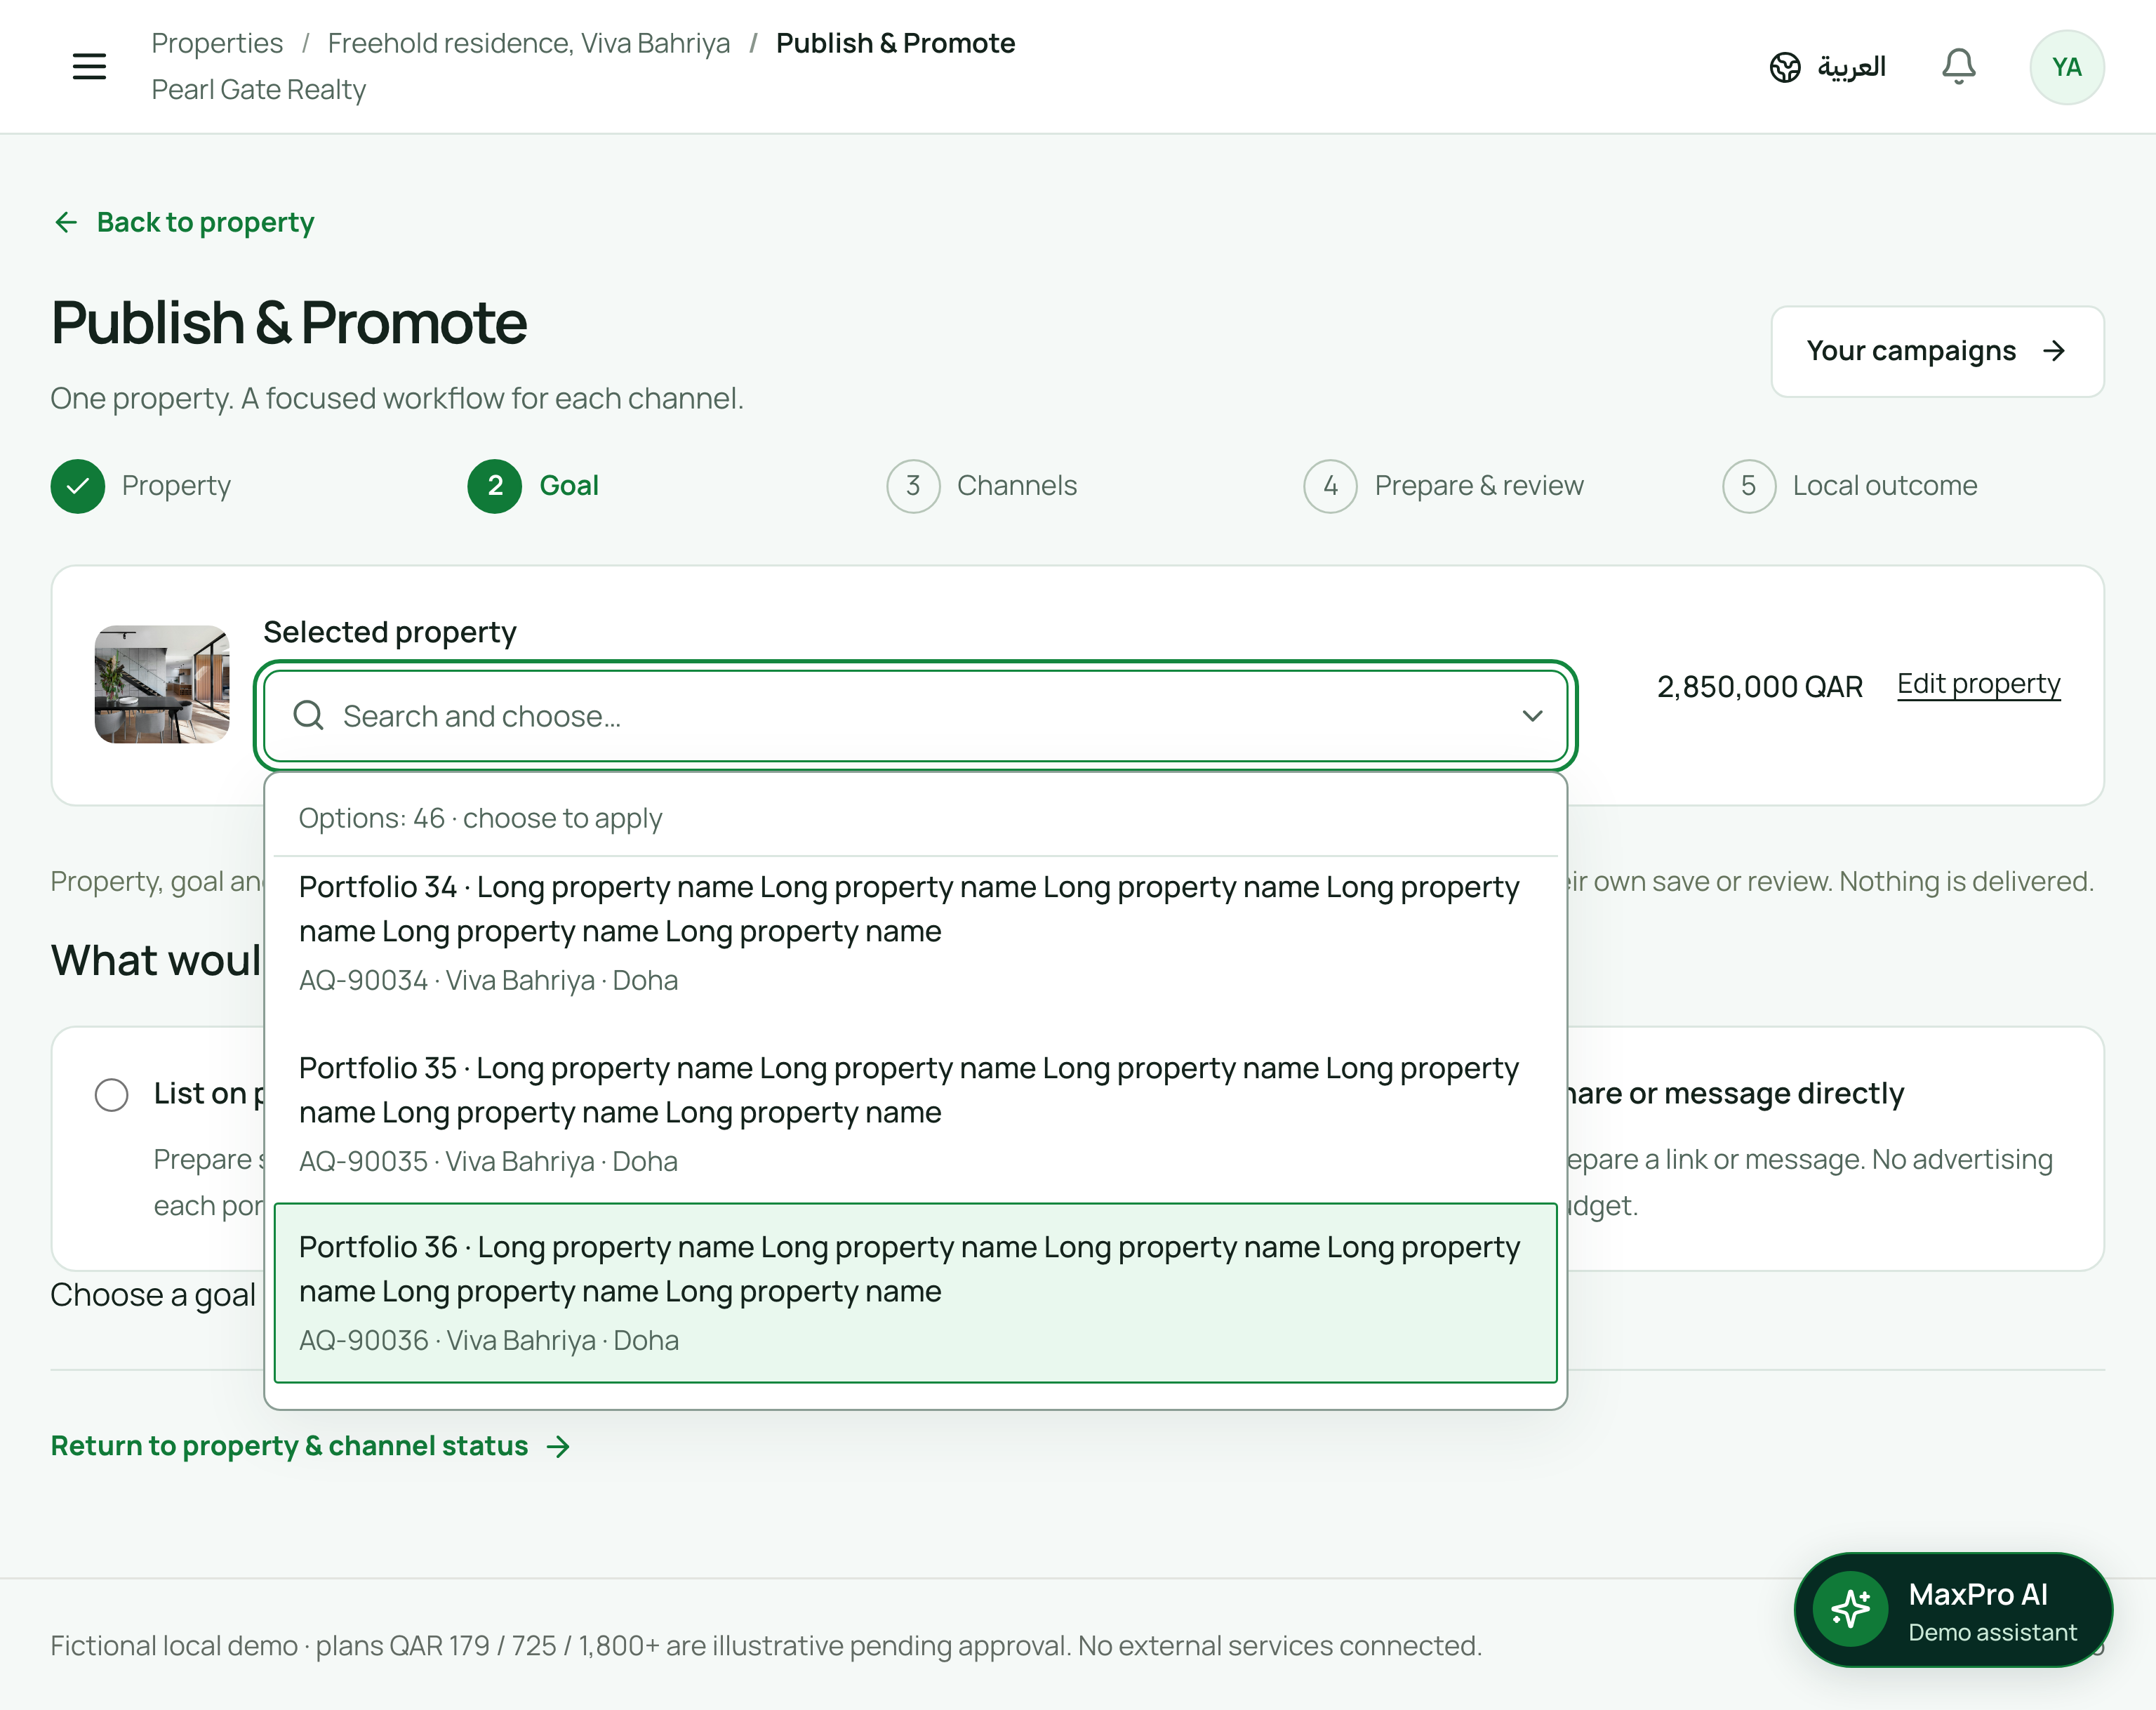 Properties / Freehold residence, Viva Bahriya / Publish & Promote
Pearl Gate Realty
العربية
YA
Back to property
Publish & Promote
One property. A focused workflow for each channel.
Your campaigns
Property
2 Goal
3 Channels
4 Prepare & review
5 Local outcome
Selected property
Search and choose...
2,850,000 QAR
Edit property
Options: 46 · choose to apply
Portfolio 34 · Long property name Long property name Long property name Long property
name Long property name Long property name
AQ-90034 · Viva Bahriya · Doha
Portfolio 35 · Long property name Long property name Long property name Long property
name Long property name Long property name
AQ-90035 · Viva Bahriya · Doha
Portfolio 36 · Long property name Long property name Long property name Long property
name Long property name Long property name
AQ-90036 · Viva Bahriya · Doha
Property, goal
own save or review. Nothing is delivered.
What
List on
or message directly
Prepare
a link or message. No advertising
each
Choose a goal
Return to property & channel status
MaxPro AI
Demo assistant
Fictional local demo · plans QAR 179 / 725 / 1,800+ are illustrative pending approval. No external services connected.